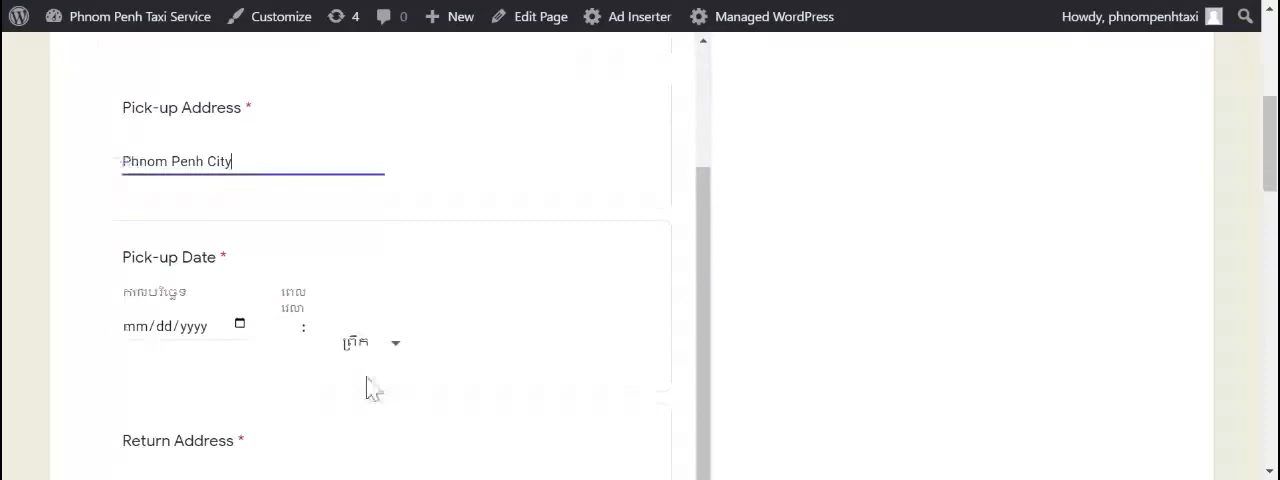 Phnom Penh Taxi Service Customize 4 0 New Edit Page Ad Inserter Managed WordPress Howdy, phnompenhtaxi
Pick-up Address *
Phnom Penh City
Pick-up Date *
កាលបរិច្ឆេទ ពេល
វេលា
mm/dd/yyyy :
ព្រឹក
Return Address *